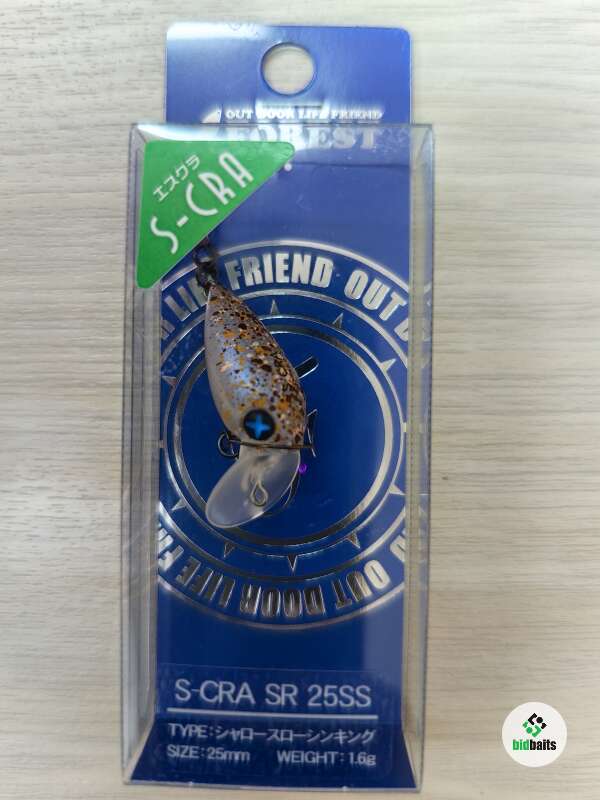 OUT DOOR LIFE FRIEND
FOREST
エスクラ
S-CRA
LIFE FRIEND OUT
OUT DOOR LIFE FR
S-CRA SR 25SS
TYPE:シャロースローシンキング
SIZE:25mm WEIGHT:1.6g
bidbaits